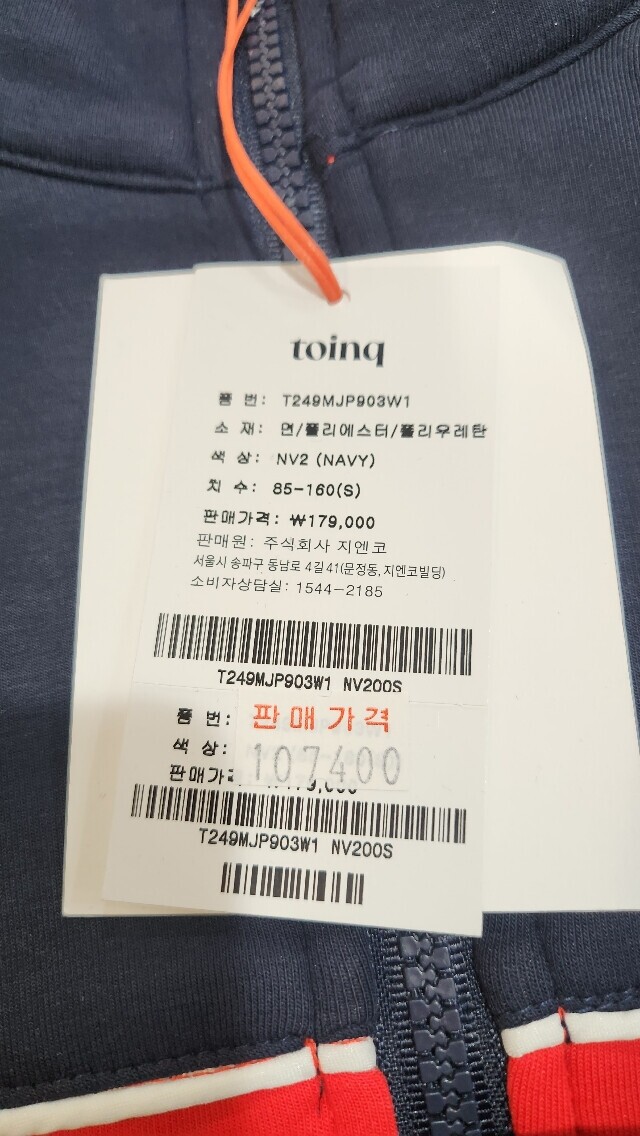 toinq
품 번: T249MJP903W1
소 재: 면/폴리에스터/폴리우레탄
색 상: NV2 (NAVY)
치 수: 85-160(S)
판매가격: ₩179,000
판매원: 주식회사 지엔코
서울시 송파구 동남로 4길 41(문정동, 지엔코빌딩)
소비자상담실: 1544-2185
T249MJP903W1 NV200S
품 번: 판매가격
색 상: 107400
판매가
T249MJP903W1 NV200S